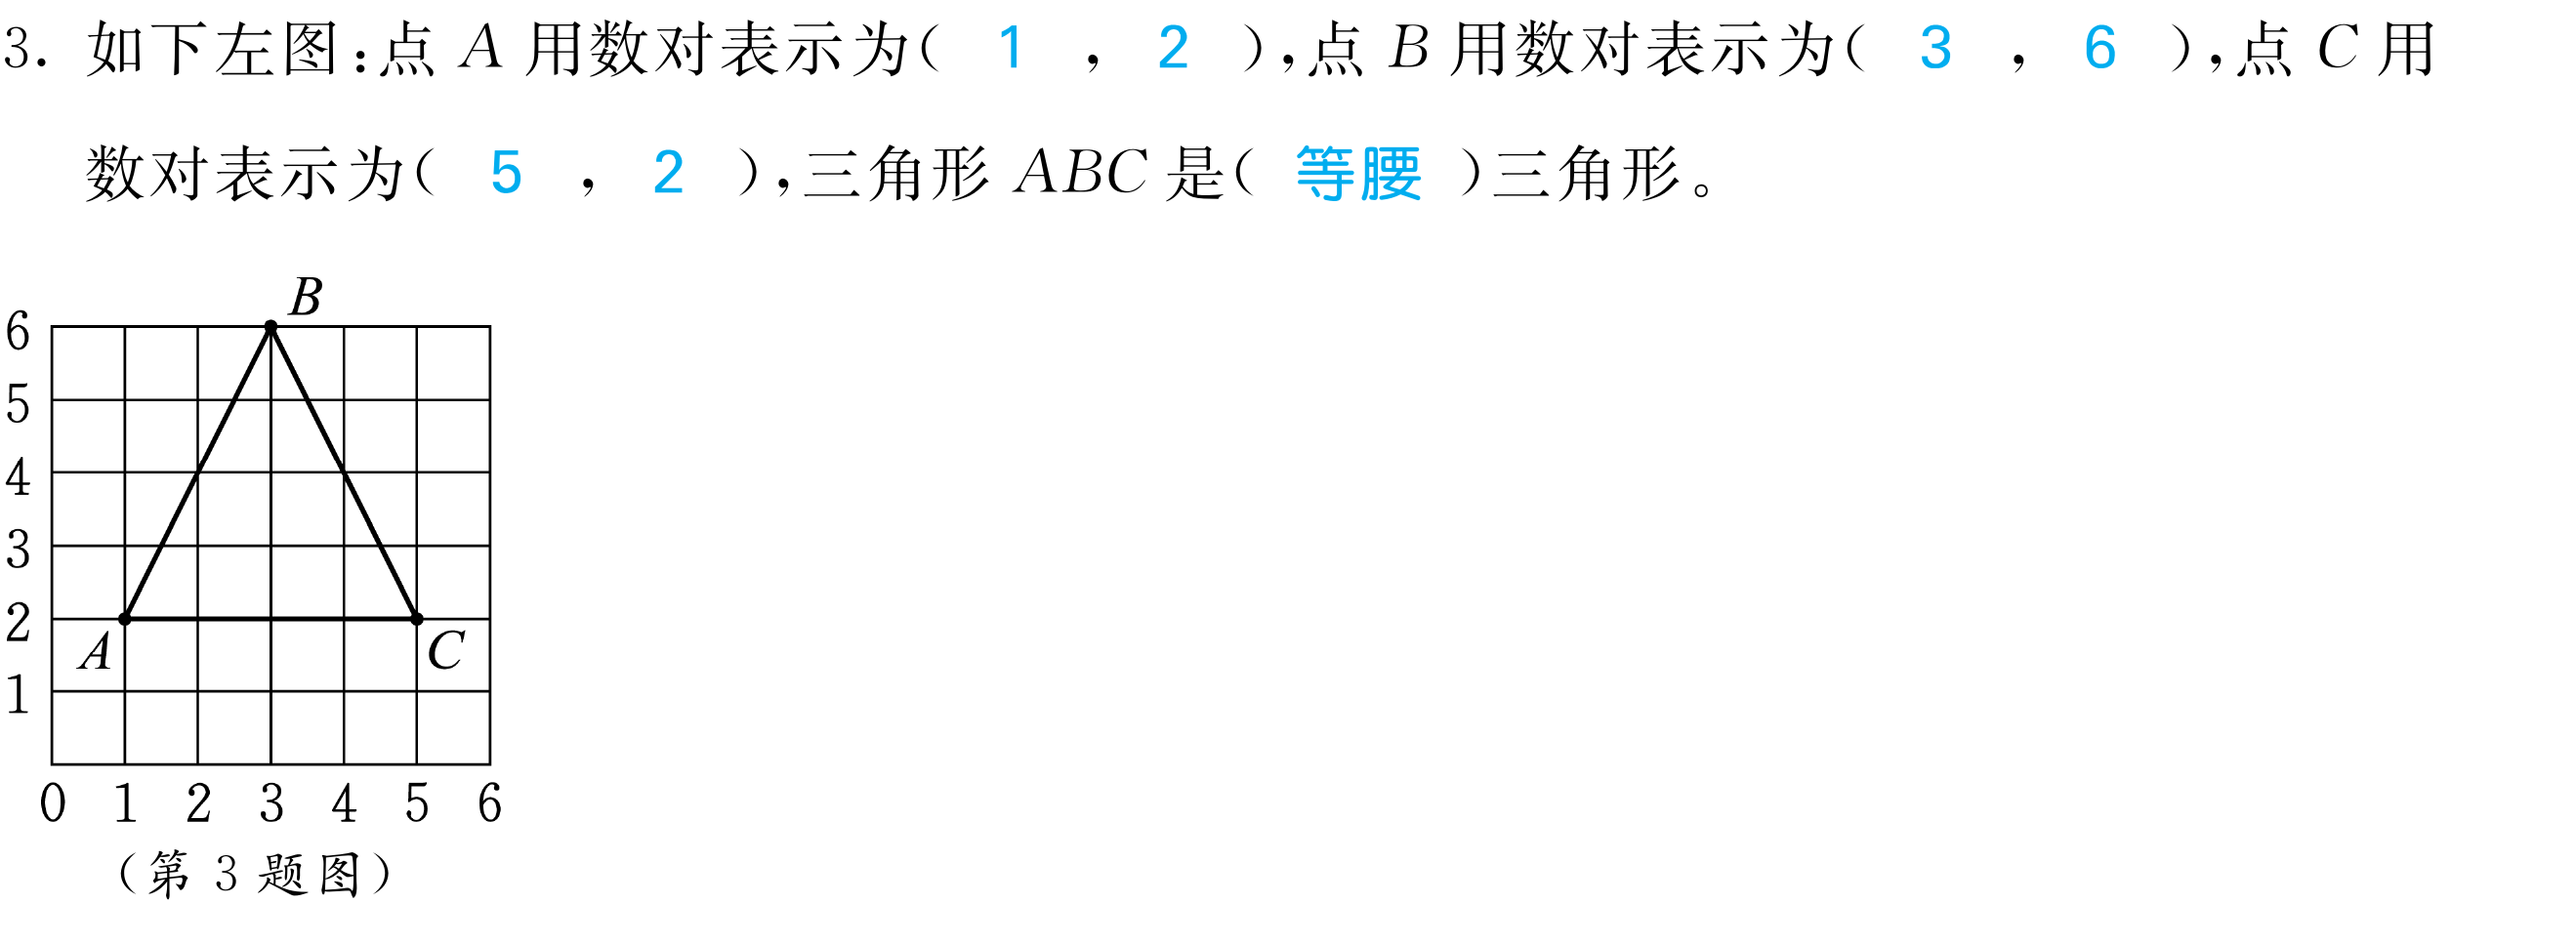 3. 如下左图:点 A 用数对表示为( 1 , 2 ),点 B 用数对表示为( 3 , 6 ),点 C 用
数对表示为( 5 , 2 ),三角形 ABC 是( 等腰 )三角形。
B
6
5
4
3
2
A C
1
0 1 2 3 4 5 6
(第 3 题图)